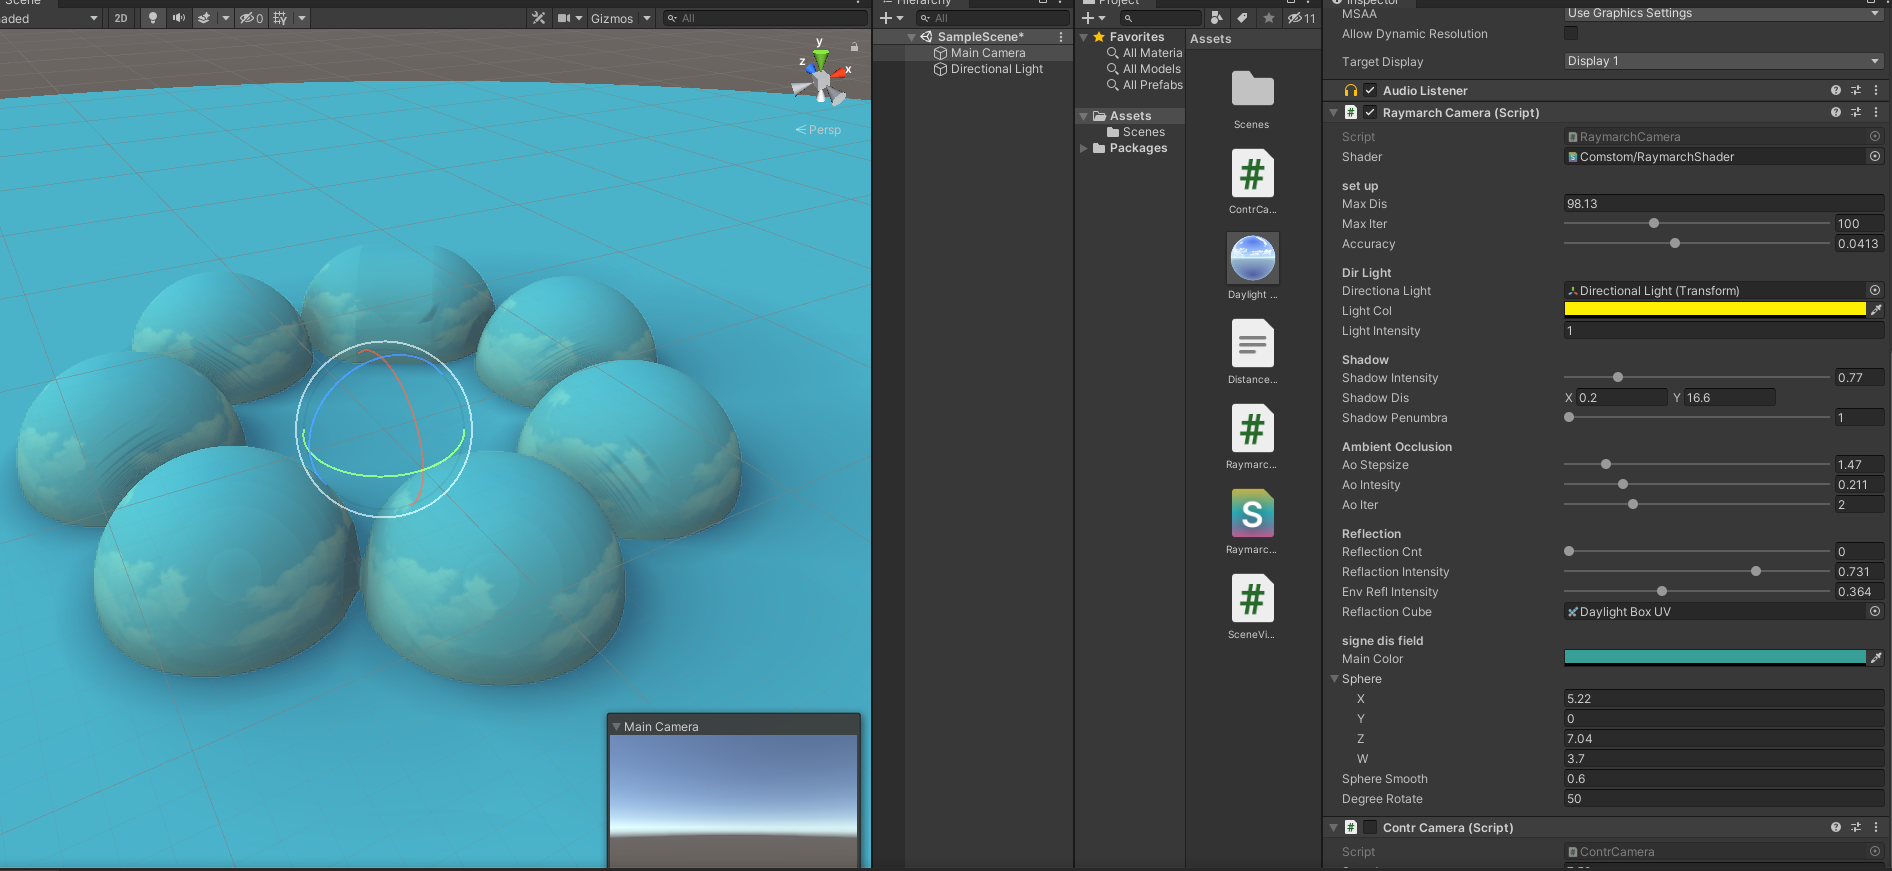 Scene
aded
2D
0
Gizmos
All
y
z
x
Persp
Main Camera
Hierarchy
All
SampleScene*
Main Camera
Directional Light
Project
11
Favorites
All Materia
All Models
All Prefabs
Assets
Scenes
Packages
Assets
Scenes
#
ContrCa...
Daylight ...
Distance...
#
Raymarc...
S
Raymarc...
#
SceneVi...
Inspector
MSAA
Use Graphics Settings
Allow Dynamic Resolution
Target Display
Display 1
Audio Listener
# Raymarch Camera (Script)
Script
RaymarchCamera
Shader
Comstom/RaymarchShader
set up
Max Dis
98.13
Max Iter
100
Accuracy
0.0413
Dir Light
Directiona Light
Directional Light (Transform)
Light Col
Light Intensity
1
Shadow
Shadow Intensity
0.77
Shadow Dis
X 0.2 Y 16.6
Shadow Penumbra
1
Ambient Occlusion
Ao Stepsize
1.47
Ao Intesity
0.211
Ao Iter
2
Reflection
Reflection Cnt
0
Reflaction Intensity
0.731
Env Refl Intensity
0.364
Reflaction Cube
Daylight Box UV
signe dis field
Main Color
Sphere
X
5.22
Y
0
Z
7.04
W
3.7
Sphere Smooth
0.6
Degree Rotate
50
# Contr Camera (Script)
Script
ContrCamera